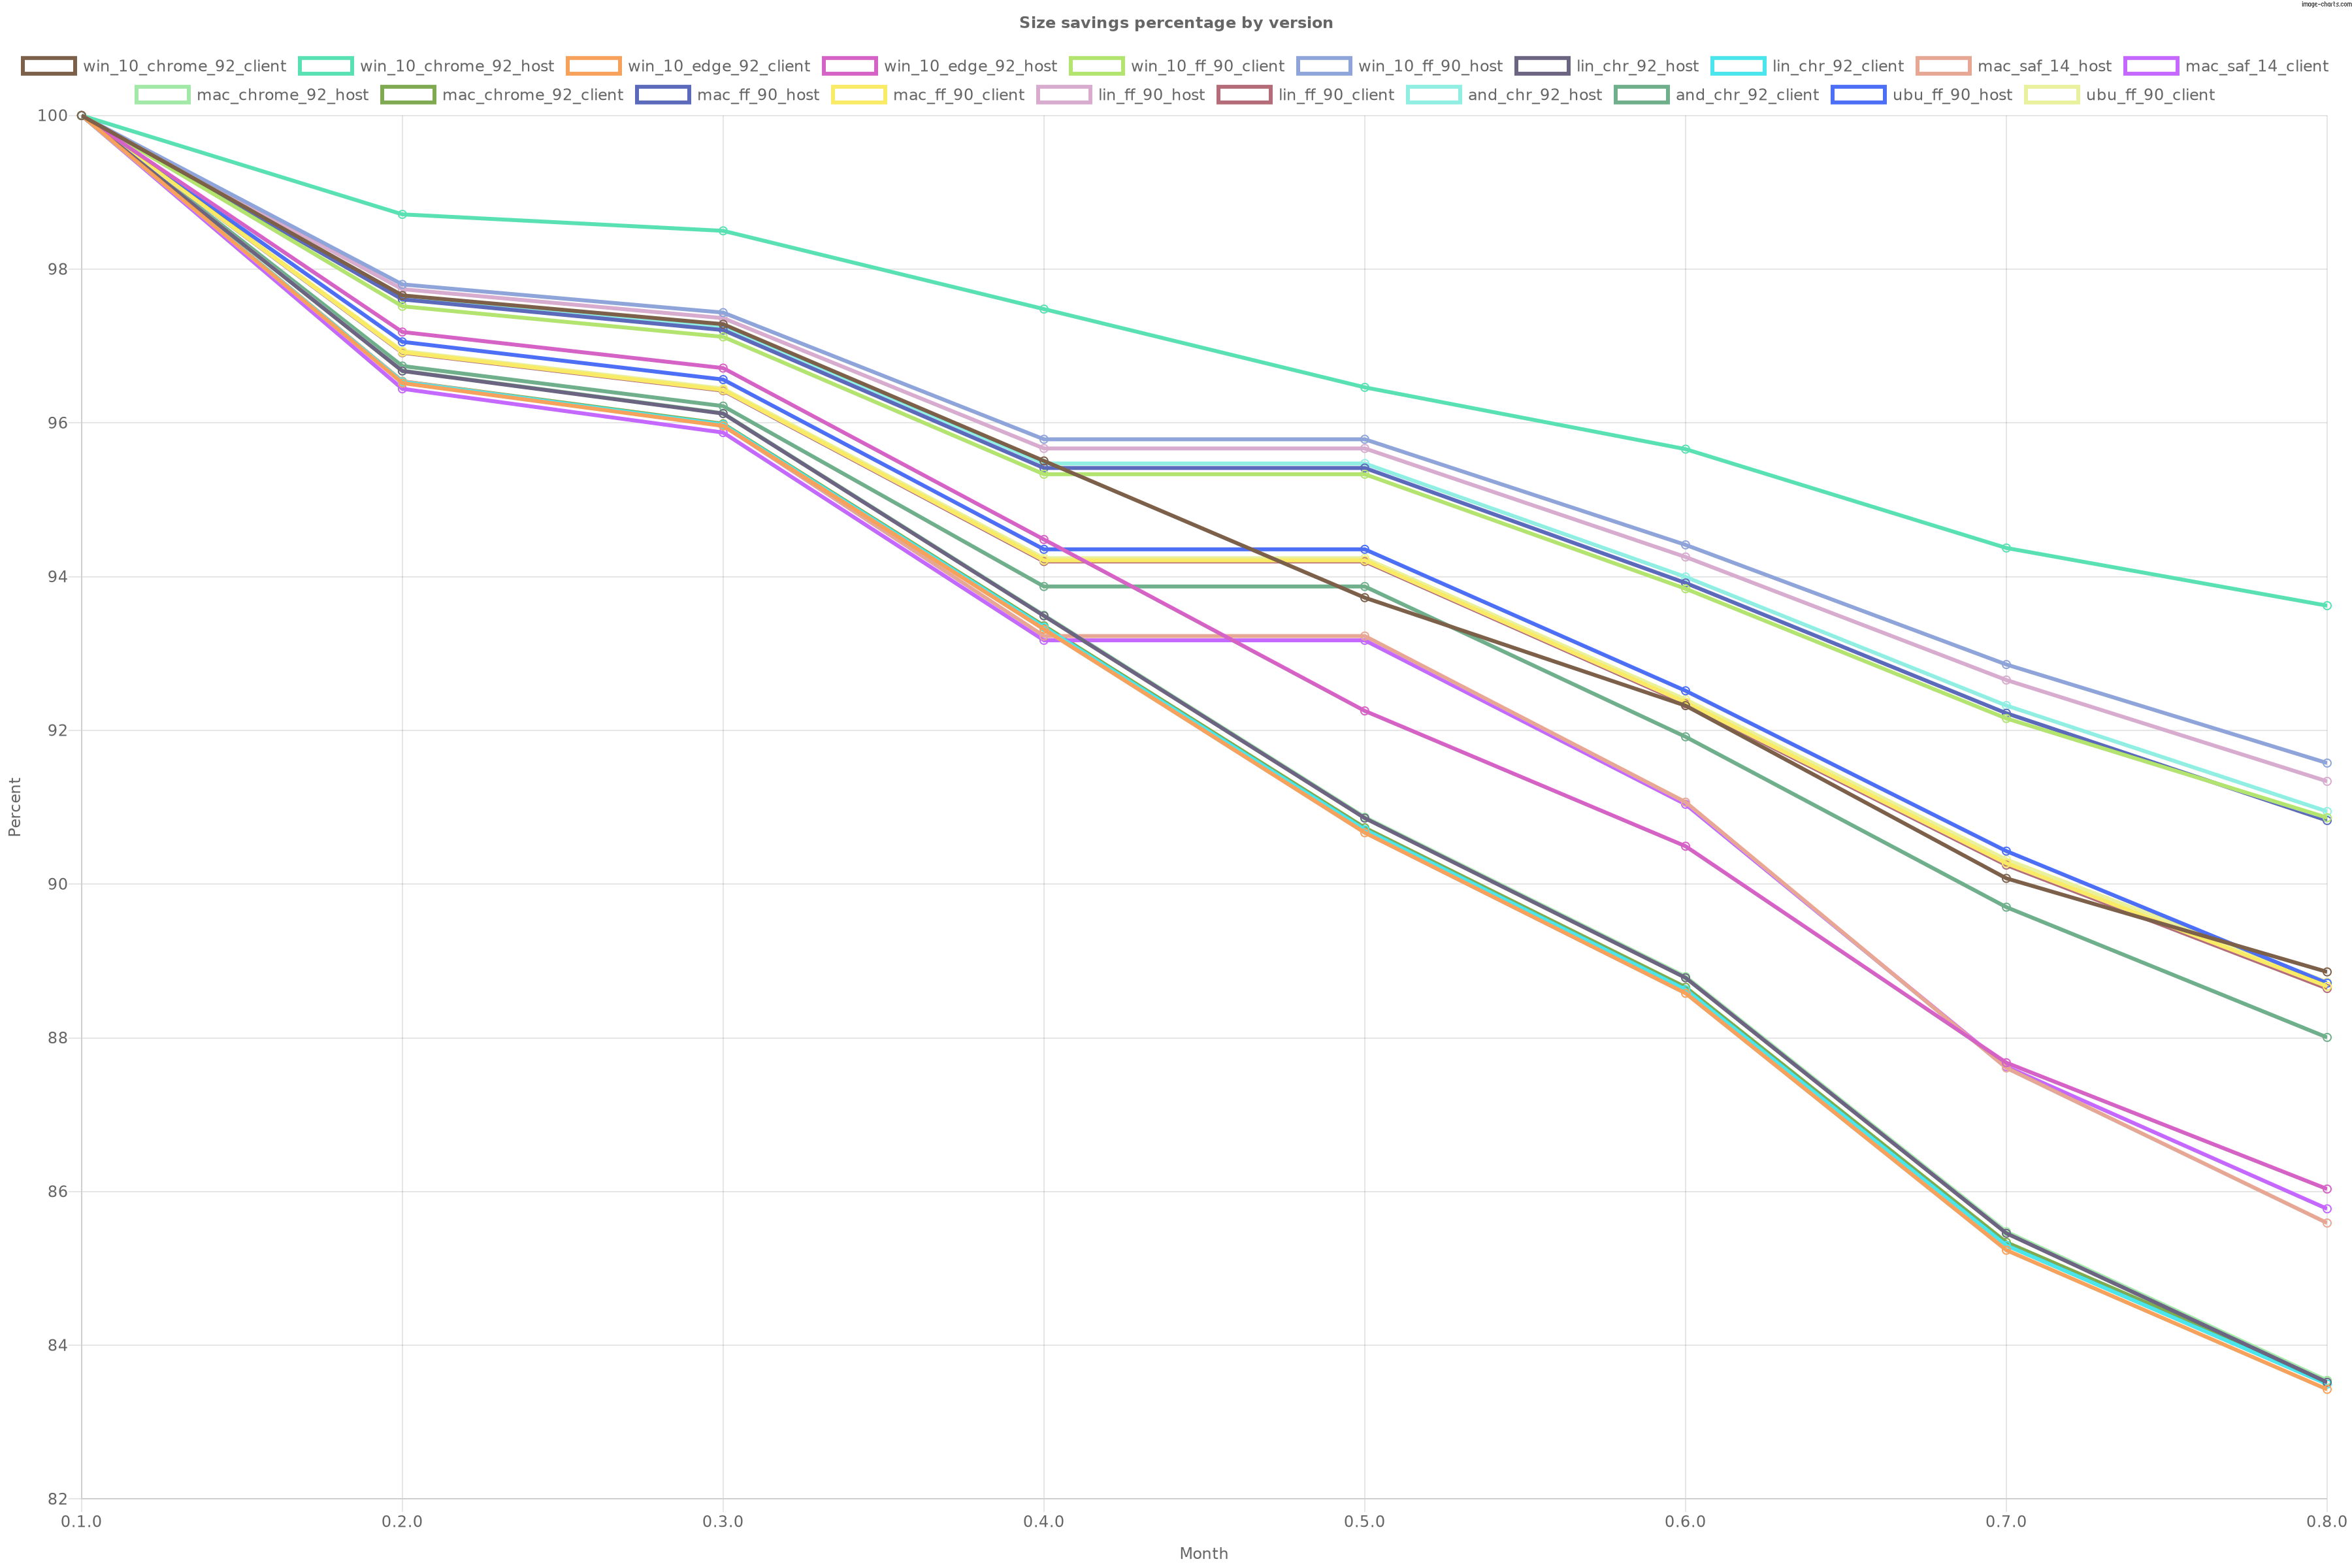 image-charts.com
Size savings percentage by version
win_10_chrome_92_client win_10_chrome_92_host win_10_edge_92_client win_10_edge_92_host win_10_ff_90_client win_10_ff_90_host lin_chr_92_host lin_chr_92_client mac_saf_14_host mac_saf_14_client
mac_chrome_92_host mac_chrome_92_client mac_ff_90_host mac_ff_90_client lin_ff_90_host lin_ff_90_client and_chr_92_host and_chr_92_client ubu_ff_90_host ubu_ff_90_client
100
98
96
94
92
90
88
86
84
82
Percent
0.1.0 0.2.0 0.3.0 0.4.0 0.5.0 0.6.0 0.7.0 0.8.0
Month